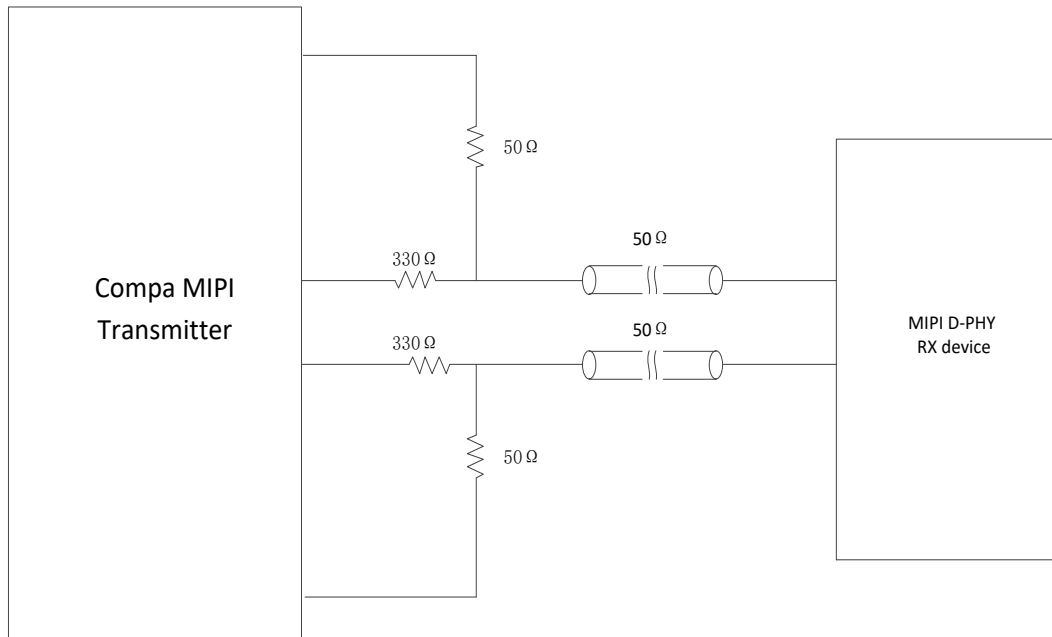 50Ω
50Ω
330Ω
Compa MIPI
Transmitter
50Ω
330Ω
MIPI D-PHY
RX device
50Ω